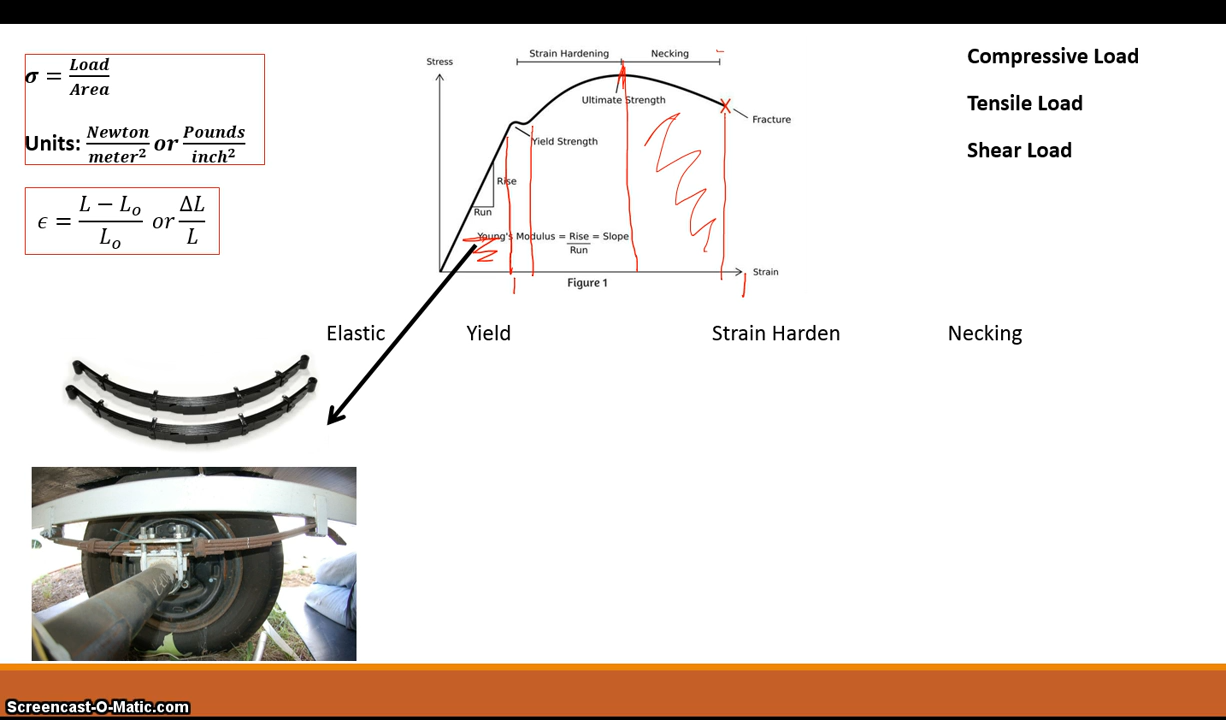 σ = Load / Area
Units: Newton / meter² or Pounds / inch²
ϵ = L − Lo / Lo or ΔL / L
Strain Hardening Necking
Stress
Ultimate Strength
Fracture
Yield Strength
Rise
Run
Young's Modulus = Rise / Run = Slope
Strain
Figure 1
Compressive Load
Tensile Load
Shear Load
Elastic Yield Strain Harden Necking
Screencast-O-Matic.com